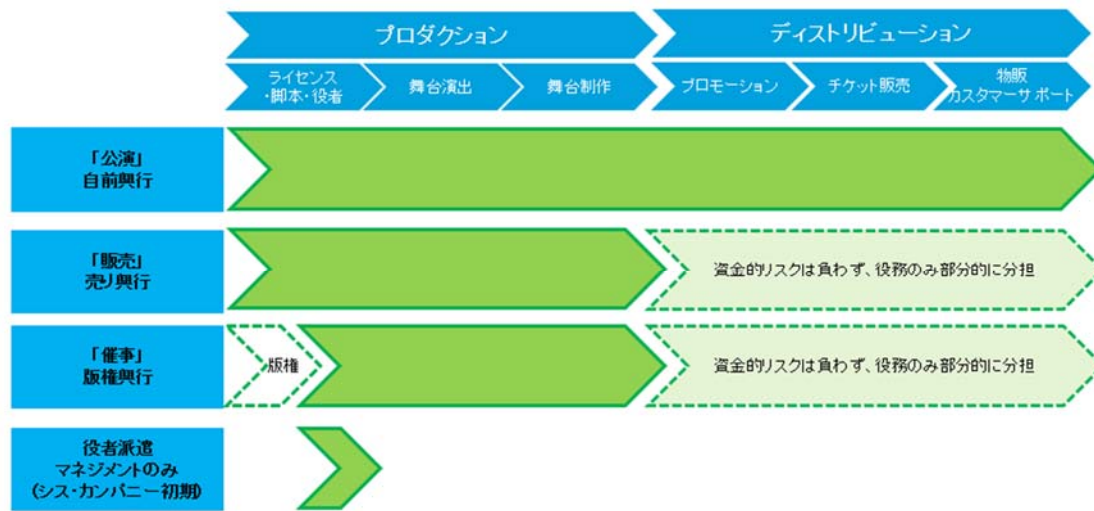 プロダクション
ディストリビューション
ライセンス
・脚本・役者
舞台演出
舞台制作
プロモーション
チケット販売
物販
カスタマーサポート
「公演」
自前興行
「販売」
売り興行
資金的リスクは負わず、役務のみ部分的に分担
「催事」
版権興行
版権
資金的リスクは負わず、役務のみ部分的に分担
役者派遣
マネジメントのみ
(シス・カンパニー初期)